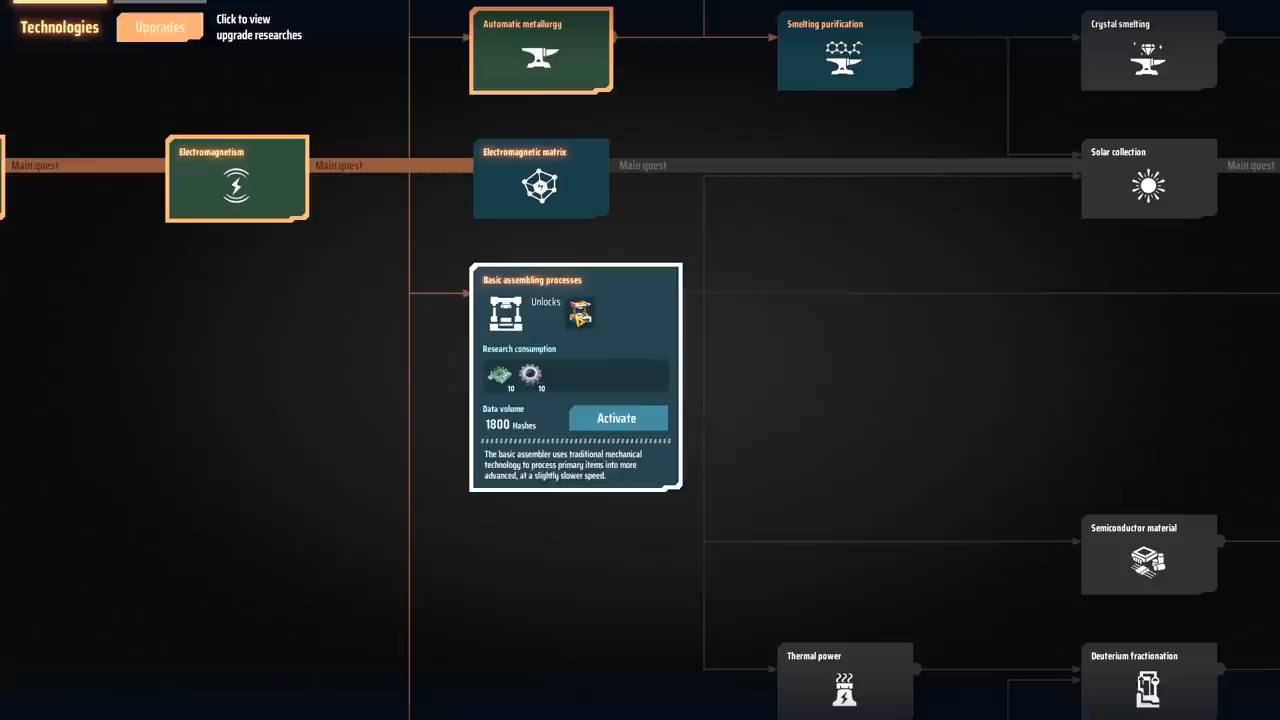 Technologies
Upgrades
Click to view
upgrade researches
Automatic metallurgy
Smelting purification
Crystal smelting
Main quest
Electromagnetism
Main quest
Electromagnetic matrix
Main quest
Solar collection
Main quest
Basic assembling processes
Unlocks
Research consumption
10
10
Data volume
1800 Hashes
Activate
The basic assembler uses traditional mechanical
technology to process primary items into more
advanced, at a slightly slower speed.
Semiconductor material
Thermal power
Deuterium fractionation